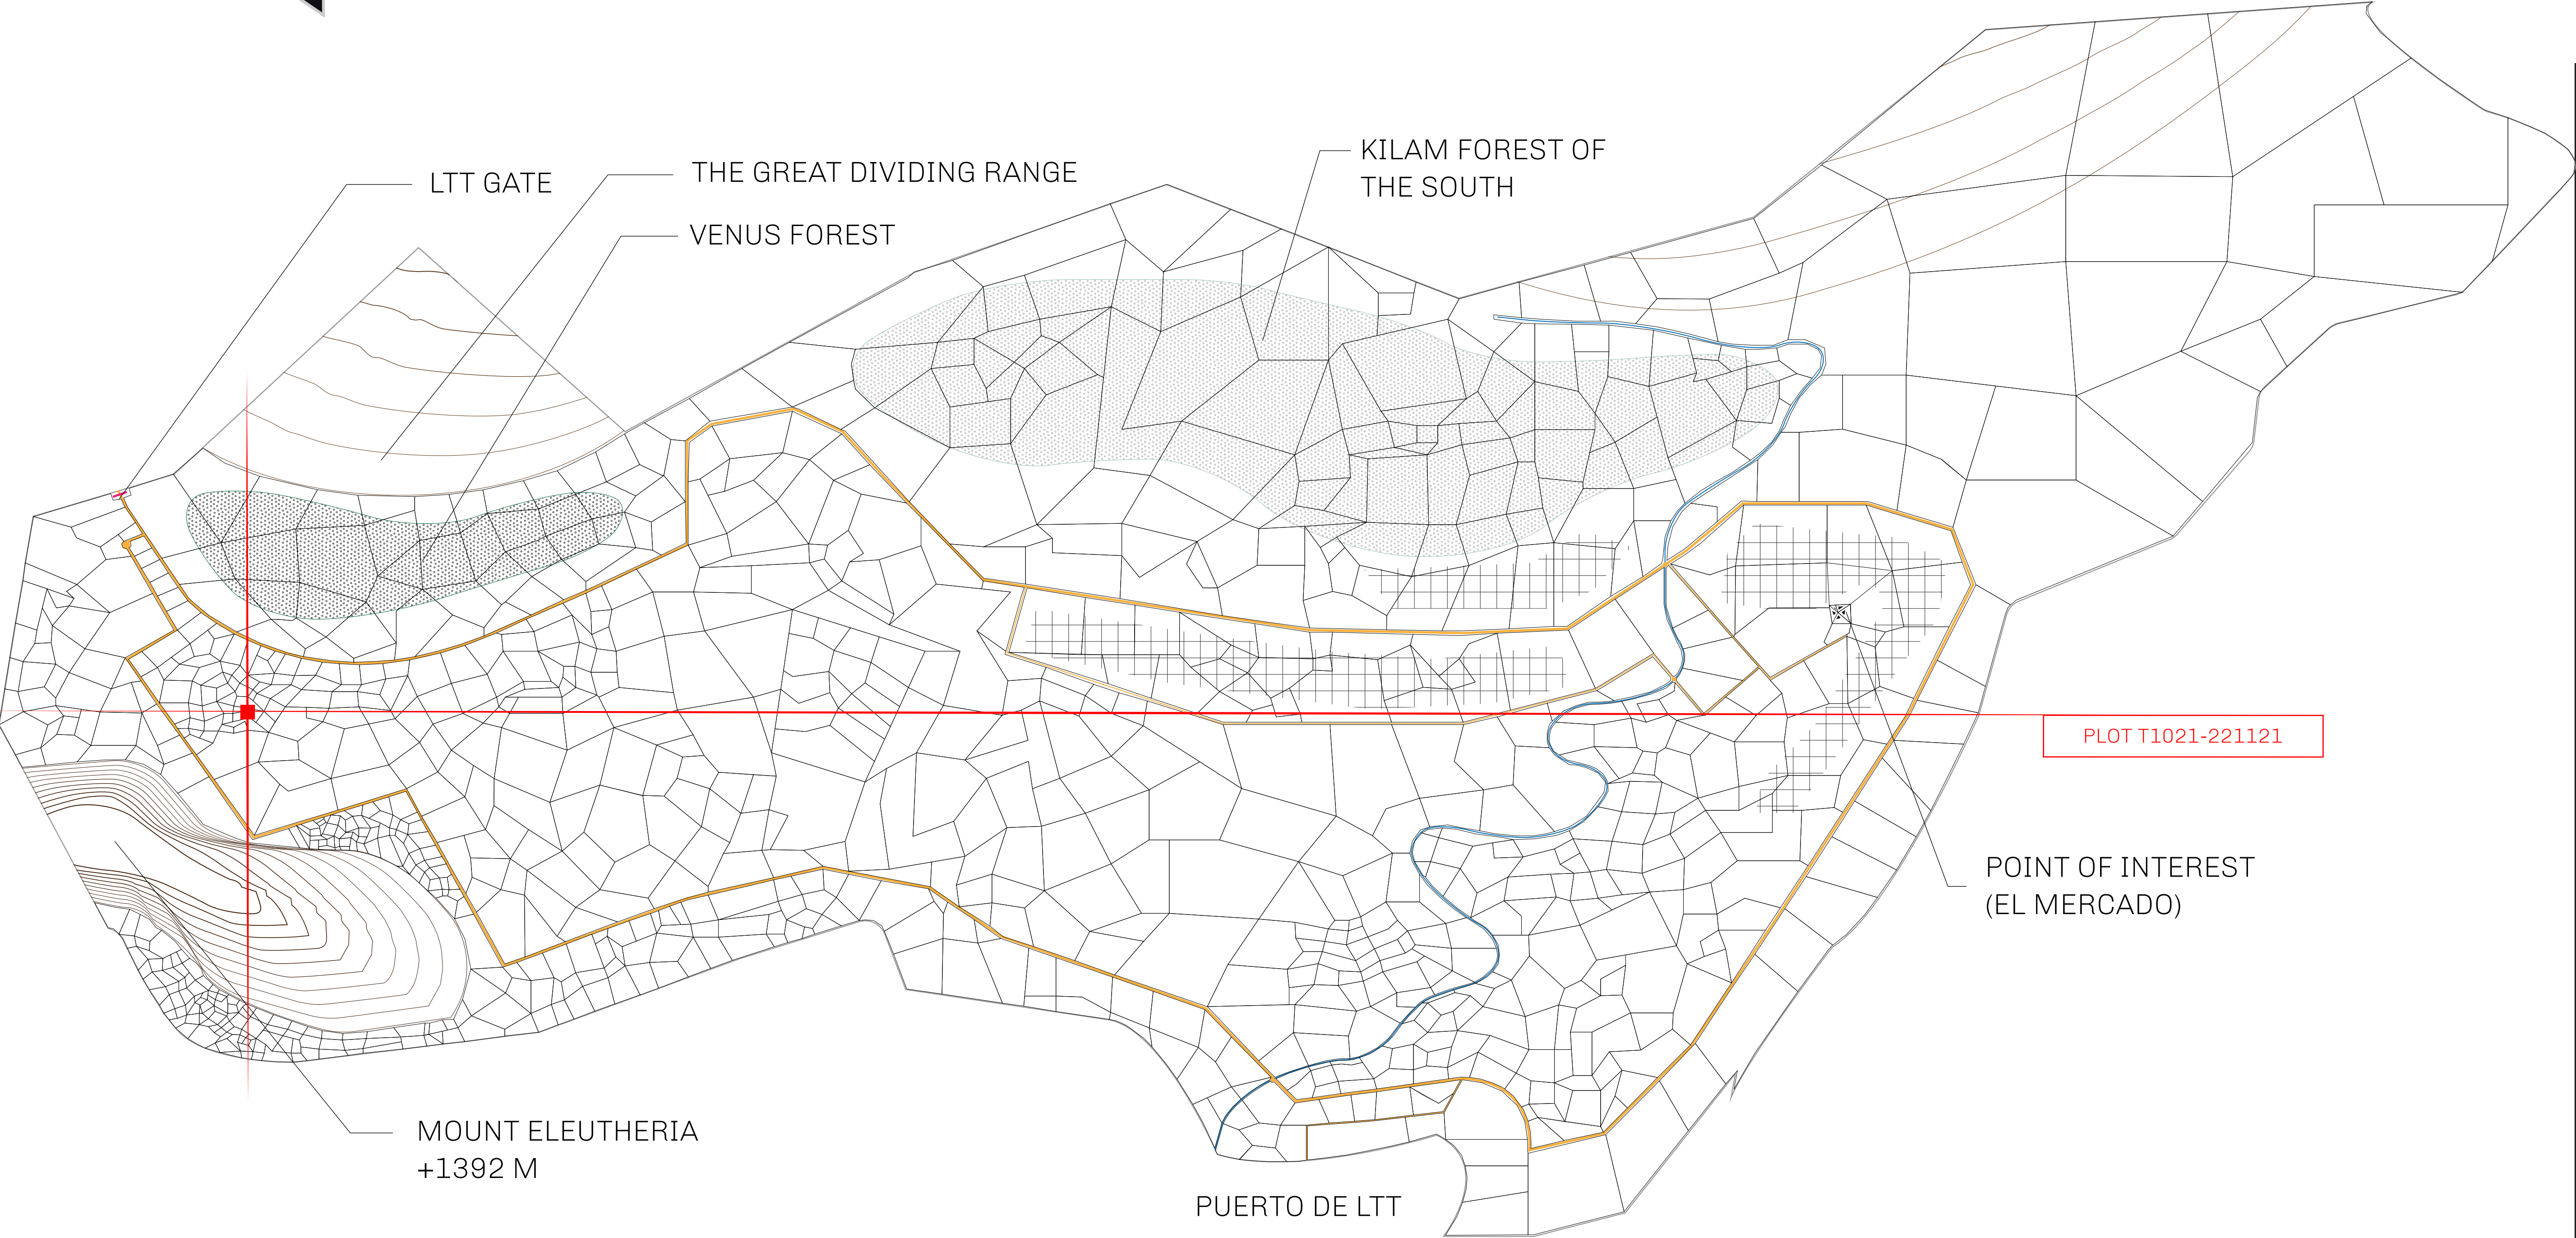 KILAM FOREST OF
THE SOUTH
THE GREAT DIVIDING RANGE
LTT GATE
VENUS FOREST
PLOT T1021-221121
POINT OF INTEREST
(EL MERCADO)
MOUNT ELEUTHERIA
+1392 M
PUERTO DE LTT